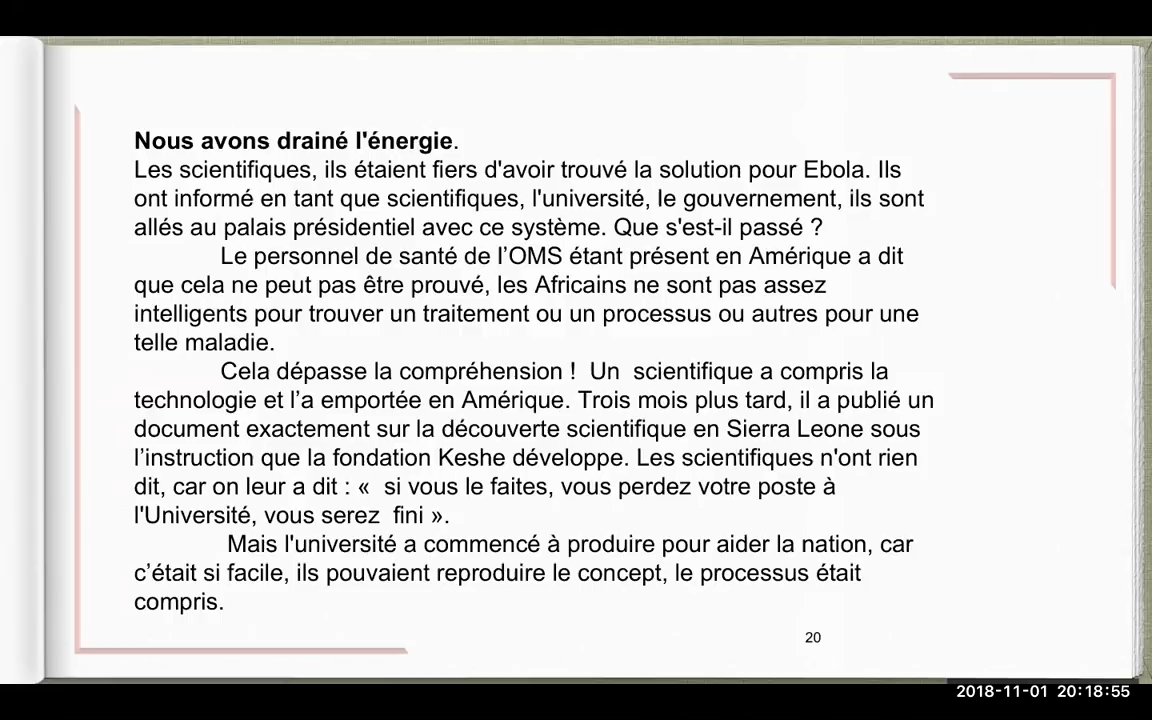 Nous avons drainé l'énergie.
Les scientifiques, ils étaient fiers d'avoir trouvé la solution pour Ebola. Ils
ont informé en tant que scientifiques, l'université, le gouvernement, ils sont
allés au palais présidentiel avec ce système. Que s'est-il passé ?
Le personnel de santé de l’OMS étant présent en Amérique a dit
que cela ne peut pas être prouvé, les Africains ne sont pas assez
intelligents pour trouver un traitement ou un processus ou autres pour une
telle maladie.
Cela dépasse la compréhension ! Un scientifique a compris la
technologie et l’a emportée en Amérique. Trois mois plus tard, il a publié un
document exactement sur la découverte scientifique en Sierra Leone sous
l’instruction que la fondation Keshe développe. Les scientifiques n'ont rien
dit, car on leur a dit : « si vous le faites, vous perdez votre poste à
l'Université, vous serez fini ».
Mais l'université a commencé à produire pour aider la nation, car
c’était si facile, ils pouvaient reproduire le concept, le processus était
compris.
20
2018-11-01 20:18:55